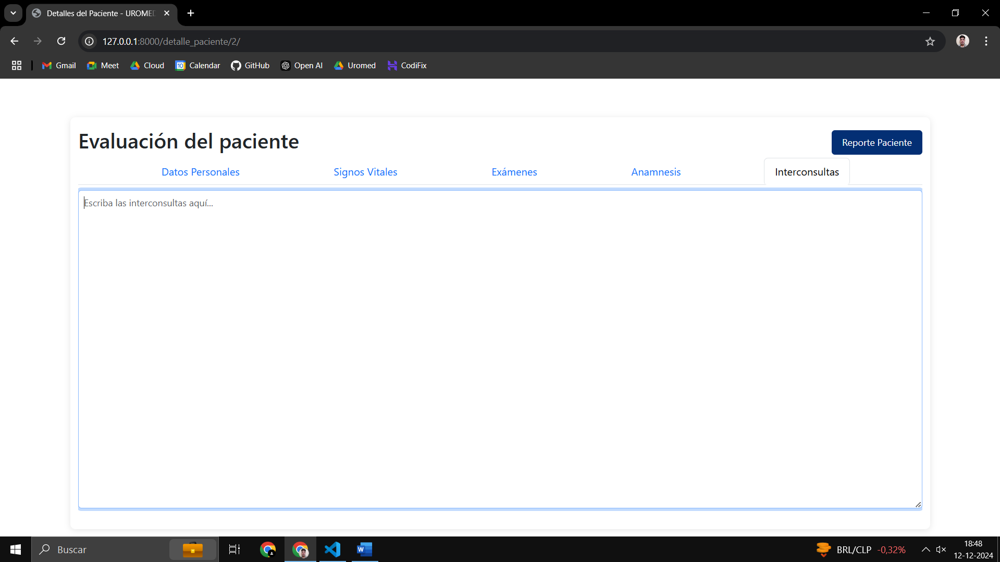 Detalles del Paciente - UROMED
127.0.0.1:8000/detalle_paciente/2/
Gmail Meet Cloud 10 Calendar GitHub Open AI Uromed CodiFix
Evaluación del paciente
Reporte Paciente
Datos Personales Signos Vitales Exámenes Anamnesis Interconsultas
Escriba las interconsultas aquí...
Buscar
W
BRL/CLP -0,32%
18:48
12-12-2024